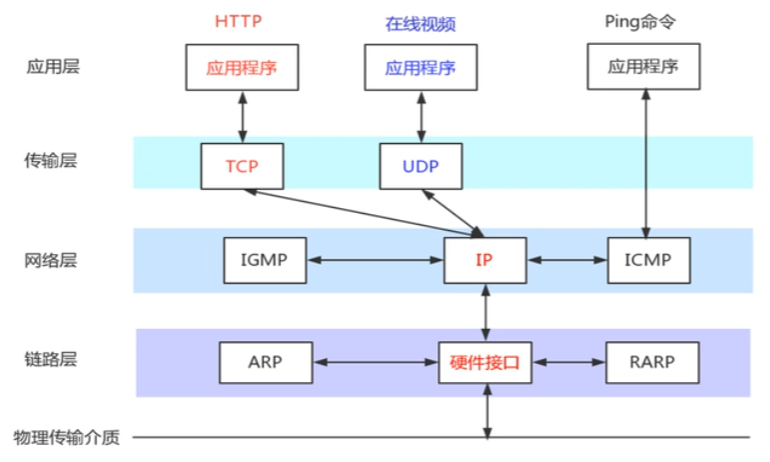 HTTP 在线视频 Ping命令
应用层 应用程序 应用程序 应用程序
传输层 TCP UDP
网络层 IGMP IP ICMP
链路层 ARP 硬件接口 RARP
物理传输介质